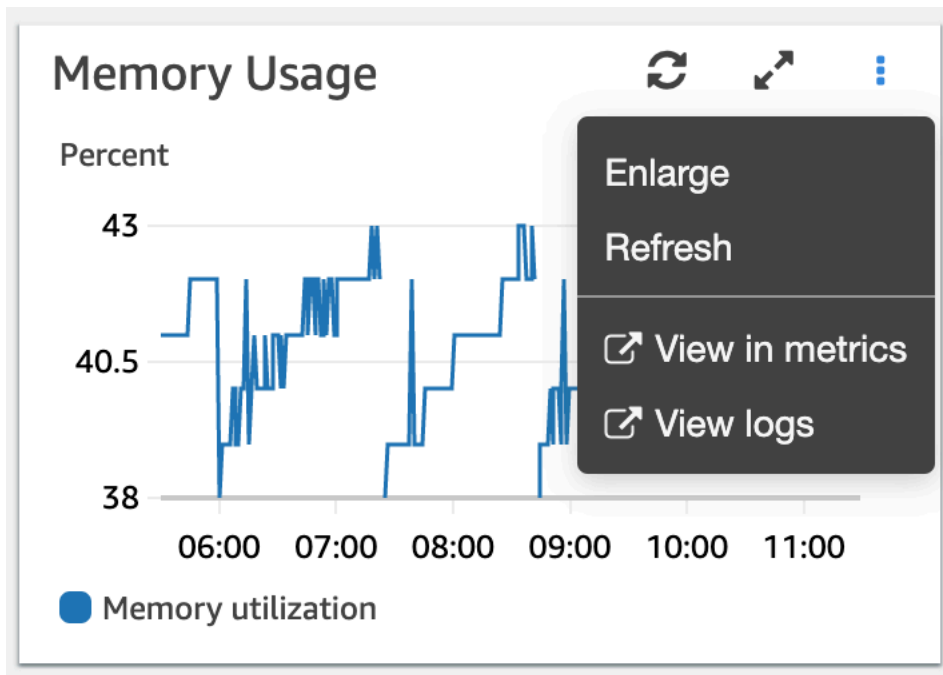 Memory Usage
Percent
Enlarge
Refresh
View in metrics
View logs
43
40.5
38
06:00 07:00 08:00 09:00 10:00 11:00
Memory utilization